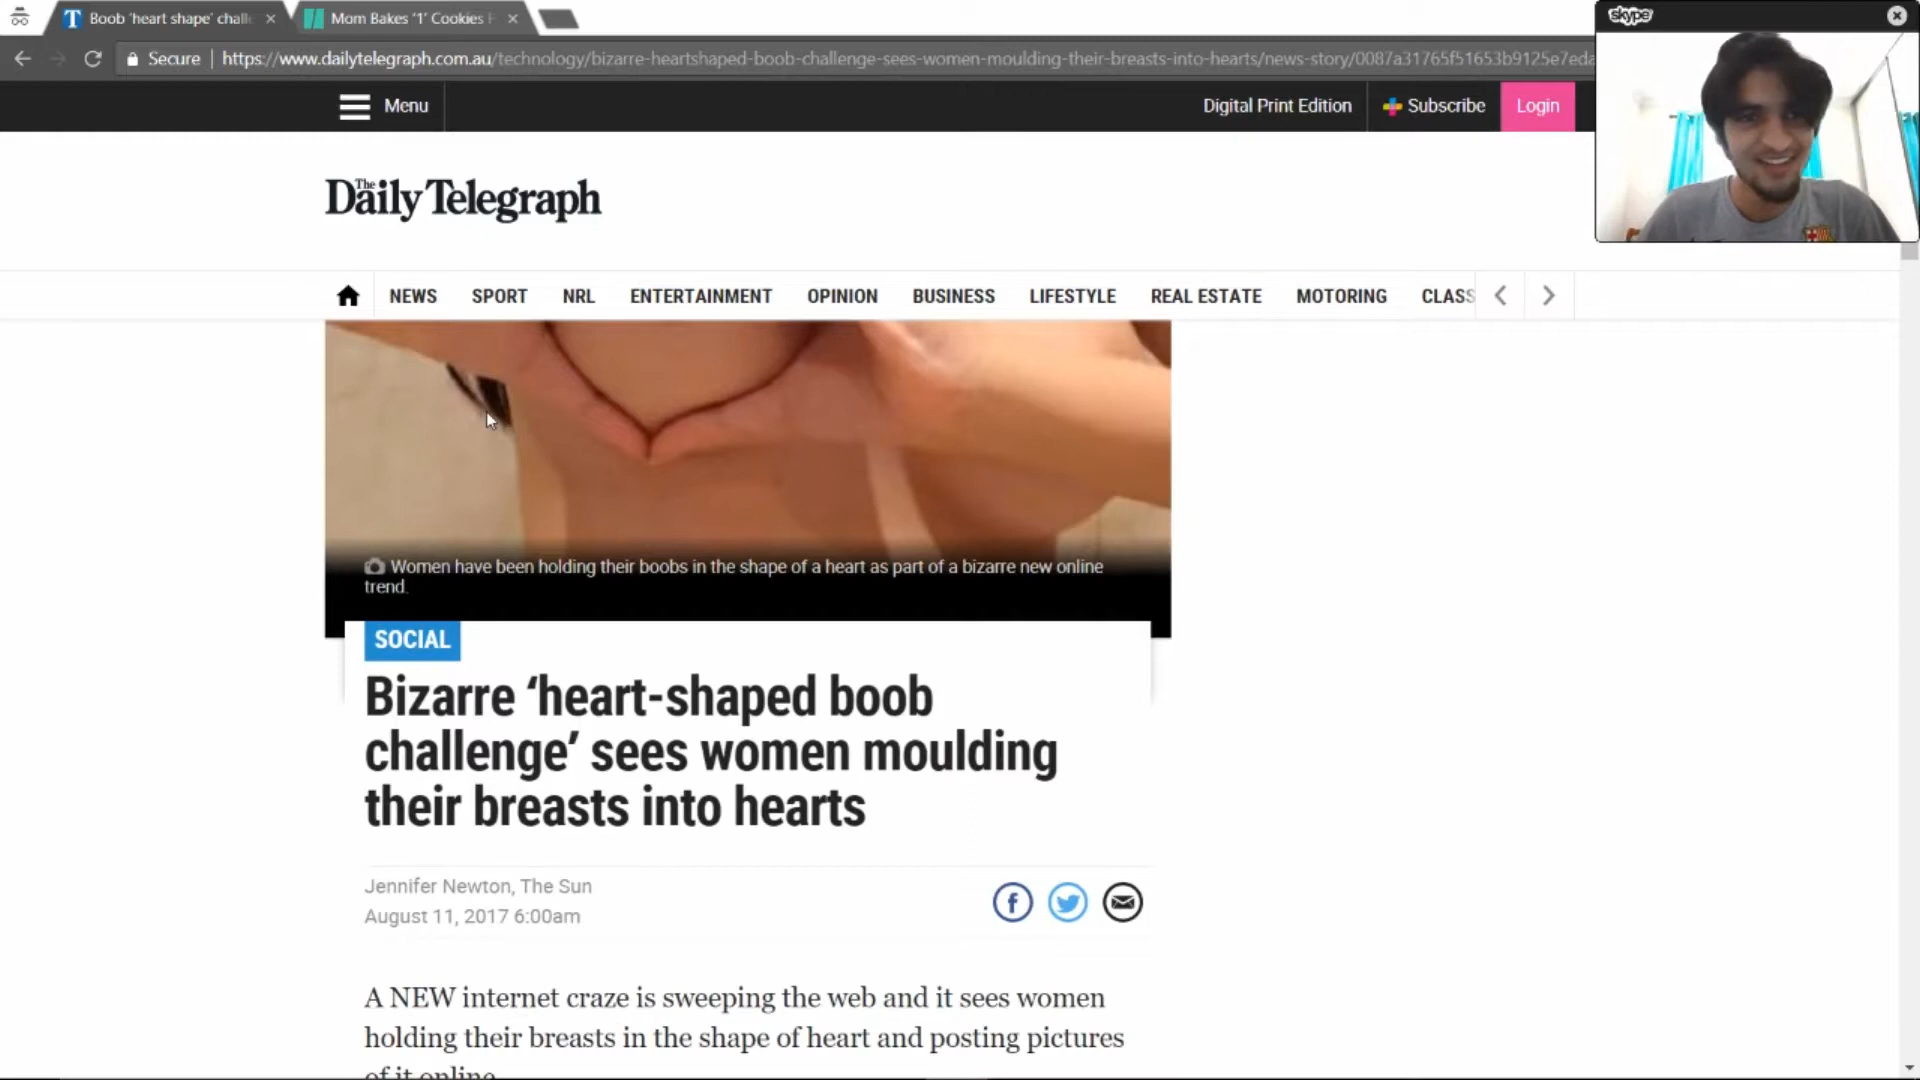 Boob 'heart shape' chall
Mom Bakes '1' Cookies F
skype
Secure
https://www.dailytelegraph.com.au/technology/bizarre-heartshaped-boob-challenge-sees-women-moulding-their-breasts-into-hearts/news-story/0087a31765f51653b9125e7eda
Menu
Digital Print Edition
Subscribe
Login
The Daily Telegraph
NEWS SPORT NRL ENTERTAINMENT OPINION BUSINESS LIFESTYLE REAL ESTATE MOTORING CLASS
Women have been holding their boobs in the shape of a heart as part of a bizarre new online
trend.
SOCIAL
Bizarre ‘heart-shaped boob
challenge’ sees women moulding
their breasts into hearts
Jennifer Newton, The Sun
August 11, 2017 6:00am
A NEW internet craze is sweeping the web and it sees women
holding their breasts in the shape of heart and posting pictures
of it online